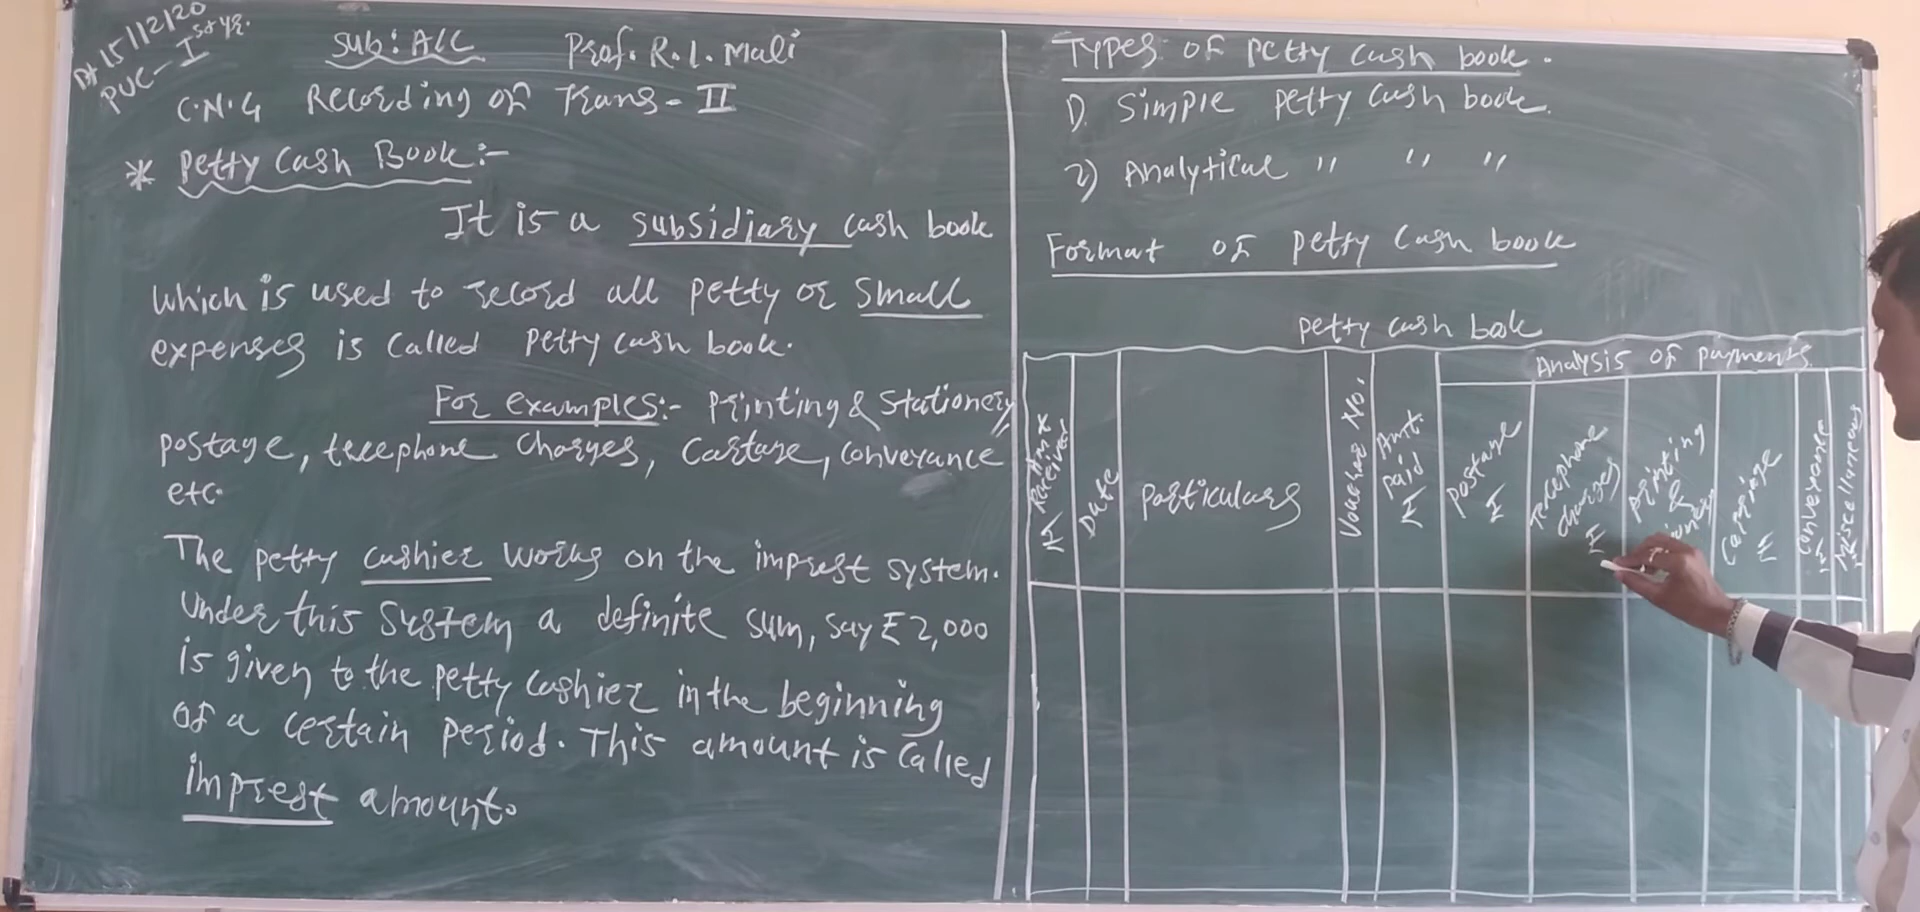 Dt 15/12/20
PUC - Ist yr.
Sub: A/C Prof. R.I. Mali
C.N.4 Recording of Trans - II
* Petty Cash Book :-
It is a subsidiary cash book
which is used to record all petty or small
expenses is called petty cash book.
For examples:- Printing & Stationery
postage, telephone charges, Cartage, conveyance
etc.
The petty cashier works on the imprest system.
Under this system a definite sum, say ₹ 2,000
is given to the petty cashier in the beginning
of a certain period. This amount is called
imprest amount.
Types of petty cash book.
1). Simple petty cash book.
2) Analytical " " "
Format of petty cash book
petty cash book
Analysis of payments
Amt Received ₹
Date
particulars
Voucher No.
Amt. paid ₹
postage ₹
Telephone charges ₹
printing &
Carriage ₹
Conveyance ₹
Miscellaneous